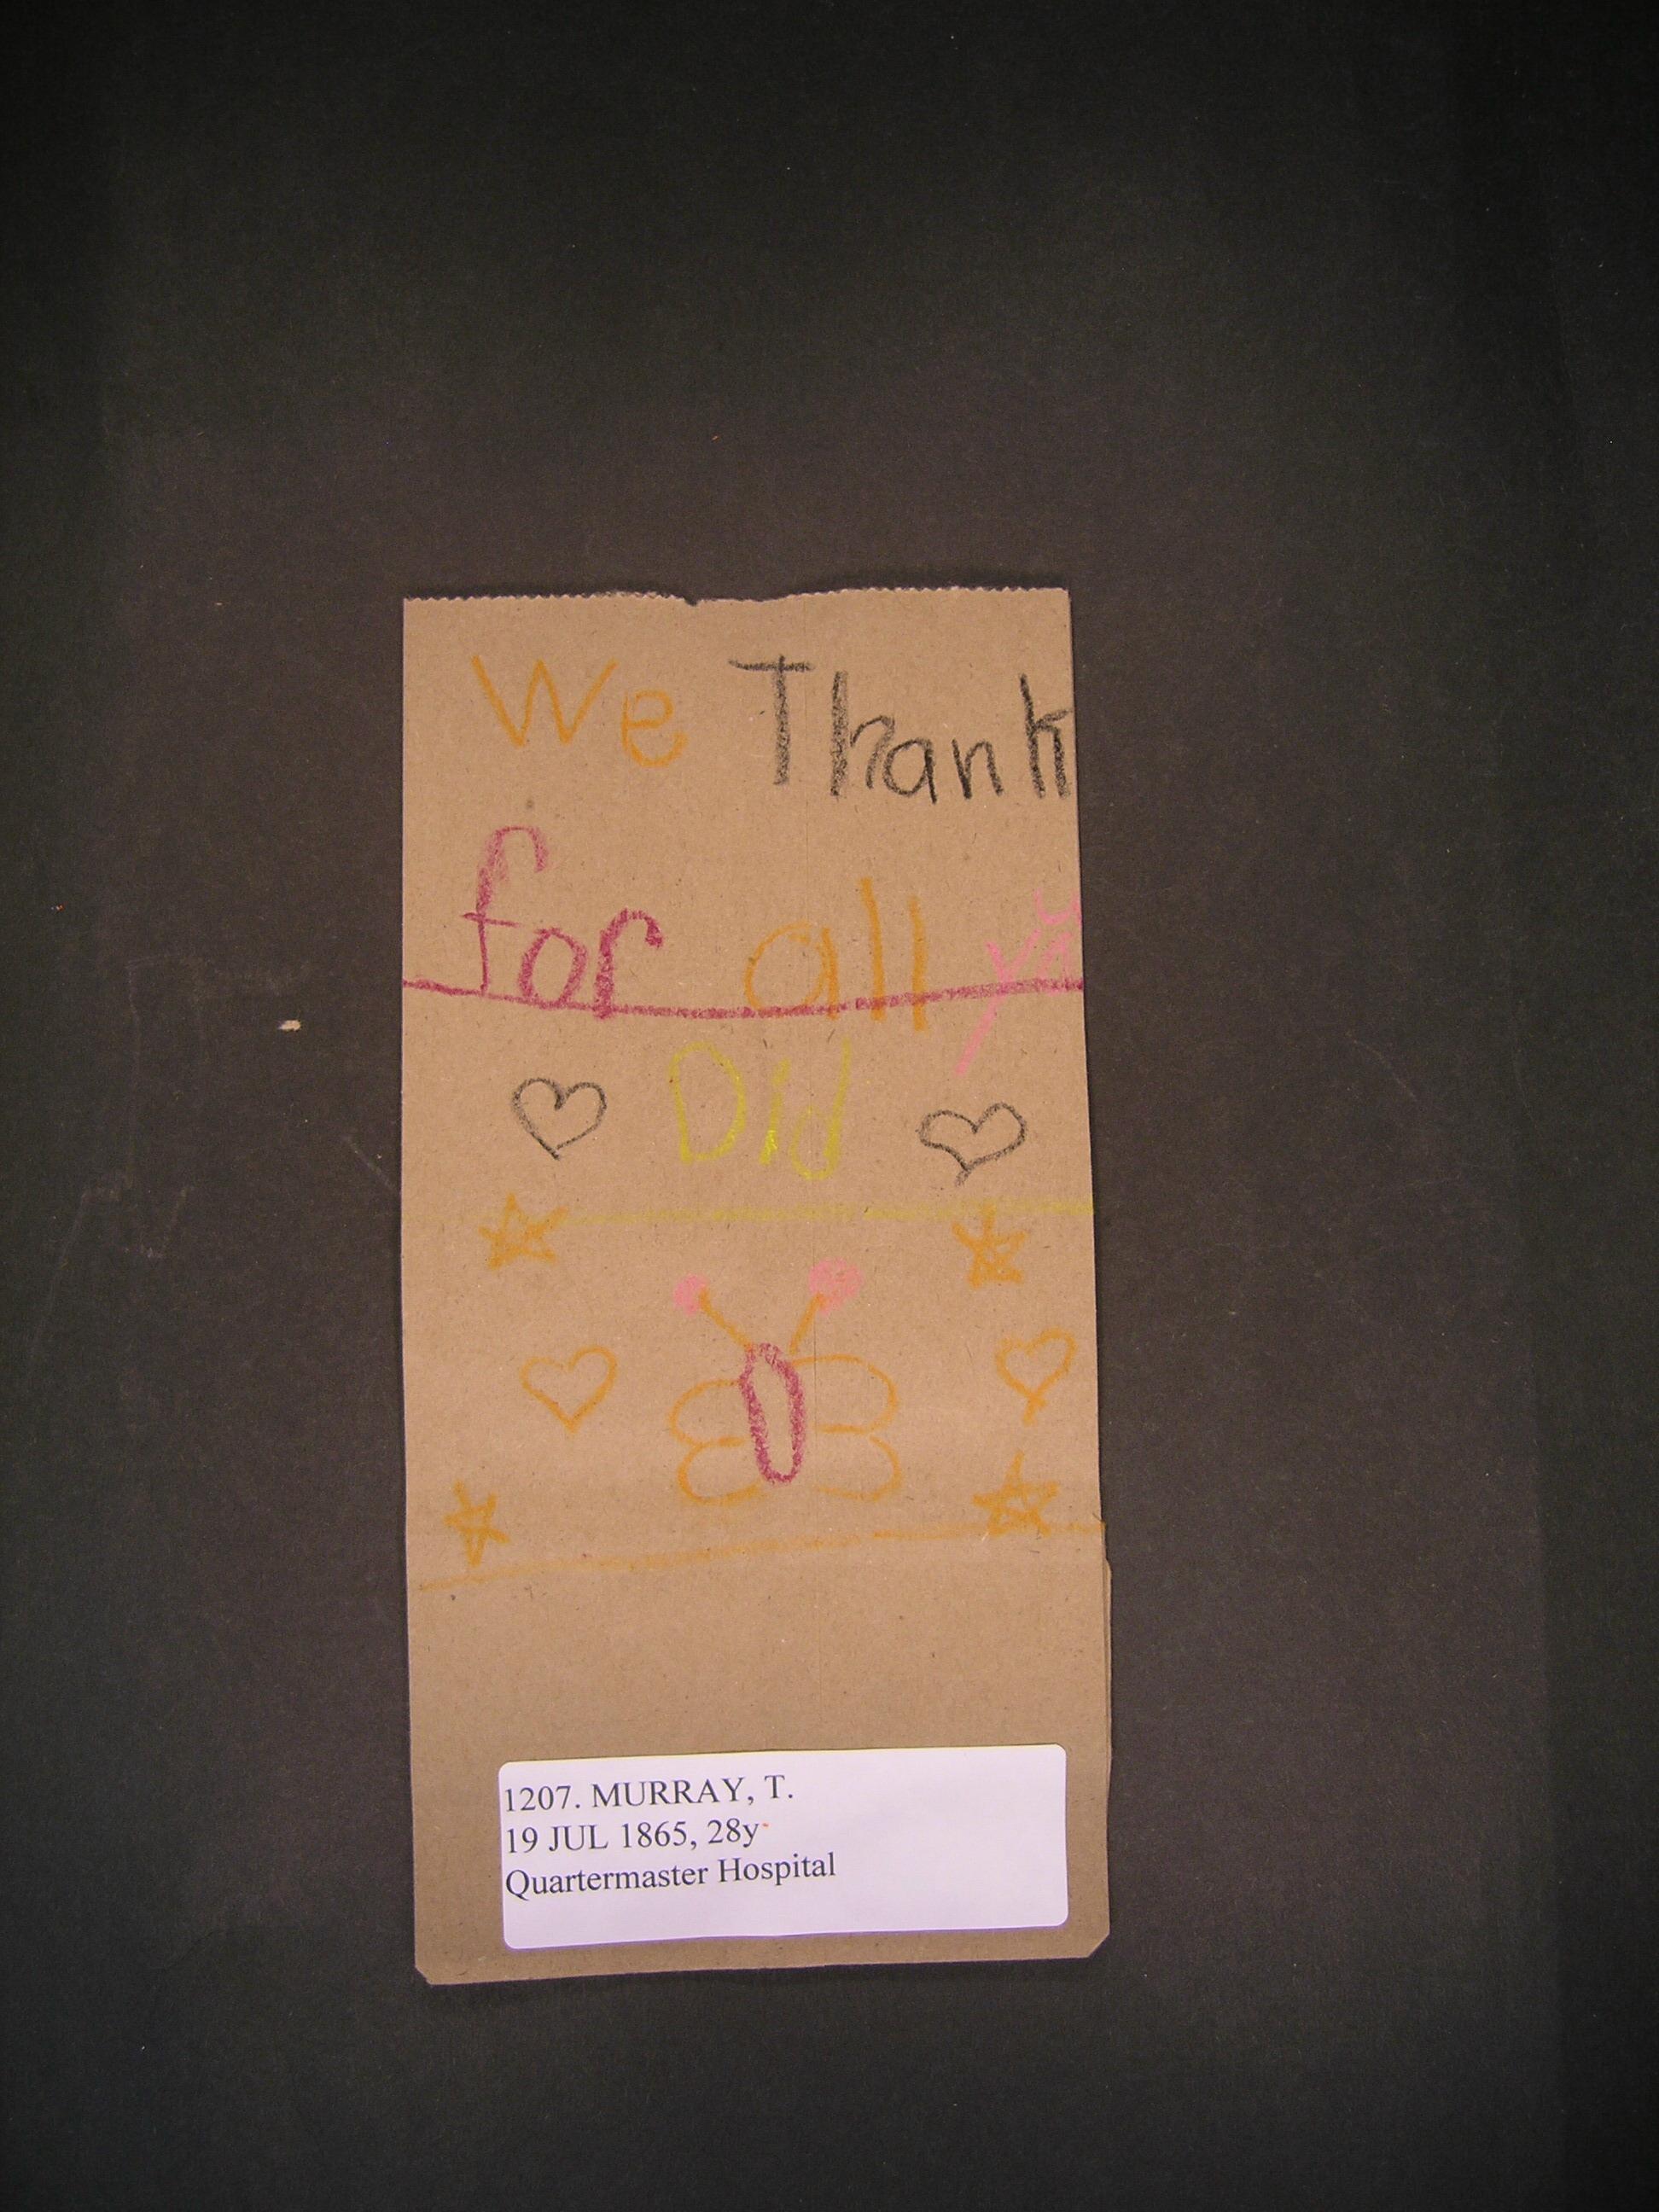 We Thank
for all
Did
1207. MURRAY, T.
19 JUL 1865, 28y
Quartermaster Hospital